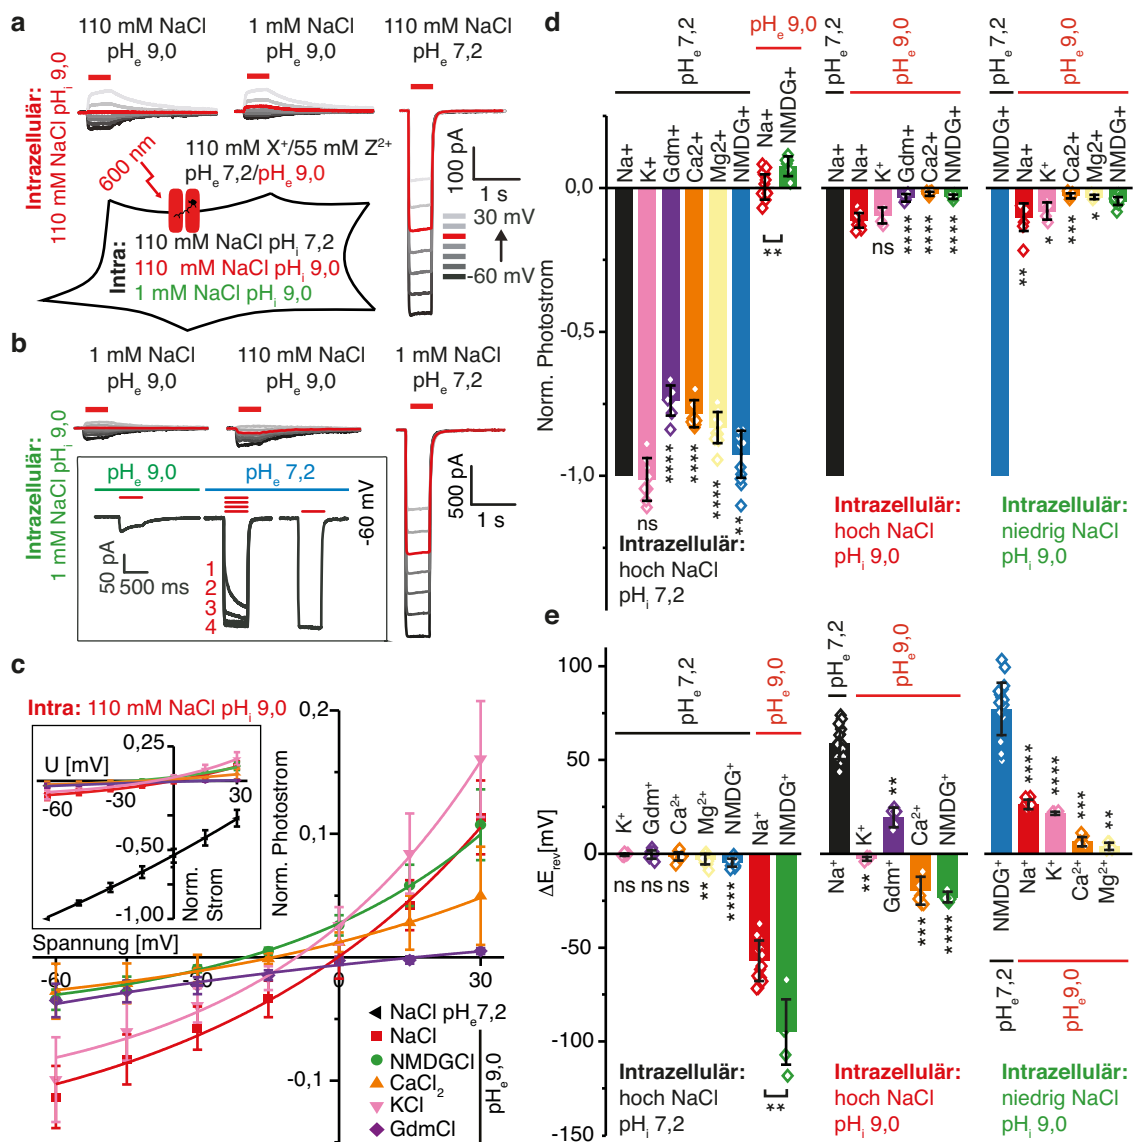 a
110 mM NaCl
pHe 9,0
1 mM NaCl
pHe 9,0
110 mM NaCl
pHe 7,2
Intrazellulär:
110 mM NaCl pHi 9,0
600 nm
110 mM X+/55 mM Z2+
pHe 7,2/pHe 9,0
Intra:
110 mM NaCl pHi 7,2
110 mM NaCl pHi 9,0
1 mM NaCl pHi 9,0
100 pA
1 s
30 mV
-60 mV
b
1 mM NaCl
pHe 9,0
110 mM NaCl
pHe 9,0
1 mM NaCl
pHe 7,2
Intrazellulär:
1 mM NaCl pHi 9,0
pHe 9,0
pHe 7,2
-60 mV
50 pA
500 ms
1
2
3
4
500 pA
1 s
c
Intra: 110 mM NaCl pHi 9,0
U [mV]
0,25
-60
-30
30
-0,50
-1,00
Norm.
Strom
Spannung [mV]
Norm. Photostrom
0,2
0,1
-0,1
-60
-30
0
30
NaCl pHe7,2
NaCl
NMDGCl
CaCl2
KCl
GdmCl
pHe9,0
d
Norm. Photostrom
0,0
-0,5
-1,0
pHe 7,2
pHe 9,0
Na+
K+
Gdm+
Ca2+
Mg2+
NMDG+
Na+
NMDG+
ns
****
****
****
**
**
Intrazellulär:
hoch NaCl
pHi 7,2
pHe 7,2
pHe 9,0
Na+
Na+
K+
Gdm+
Ca2+
NMDG+
ns
****
****
****
Intrazellulär:
hoch NaCl
pHi 9,0
pHe 7,2
pHe 9,0
NMDG+
Na+
K+
Ca2+
Mg2+
NMDG+
**
*
***
*
Intrazellulär:
niedrig NaCl
pHi 9,0
e
ΔErev[mV]
100
50
0
-50
-100
-150
pHe 7,2
pHe 9,0
K+
Gdm+
Ca2+
Mg2+
NMDG+
Na+
NMDG+
ns
ns
ns
**
****
**
Intrazellulär:
hoch NaCl
pHi 7,2
pHe 7,2
pHe9,0
Na+
K+
Gdm+
Ca2+
NMDG+
**
**
***
****
Intrazellulär:
hoch NaCl
pHi 9,0
NMDG+
Na+
K+
Ca2+
Mg2+
****
****
***
**
pHe7,2
pHe9,0
Intrazellulär:
niedrig NaCl
pHi 9,0